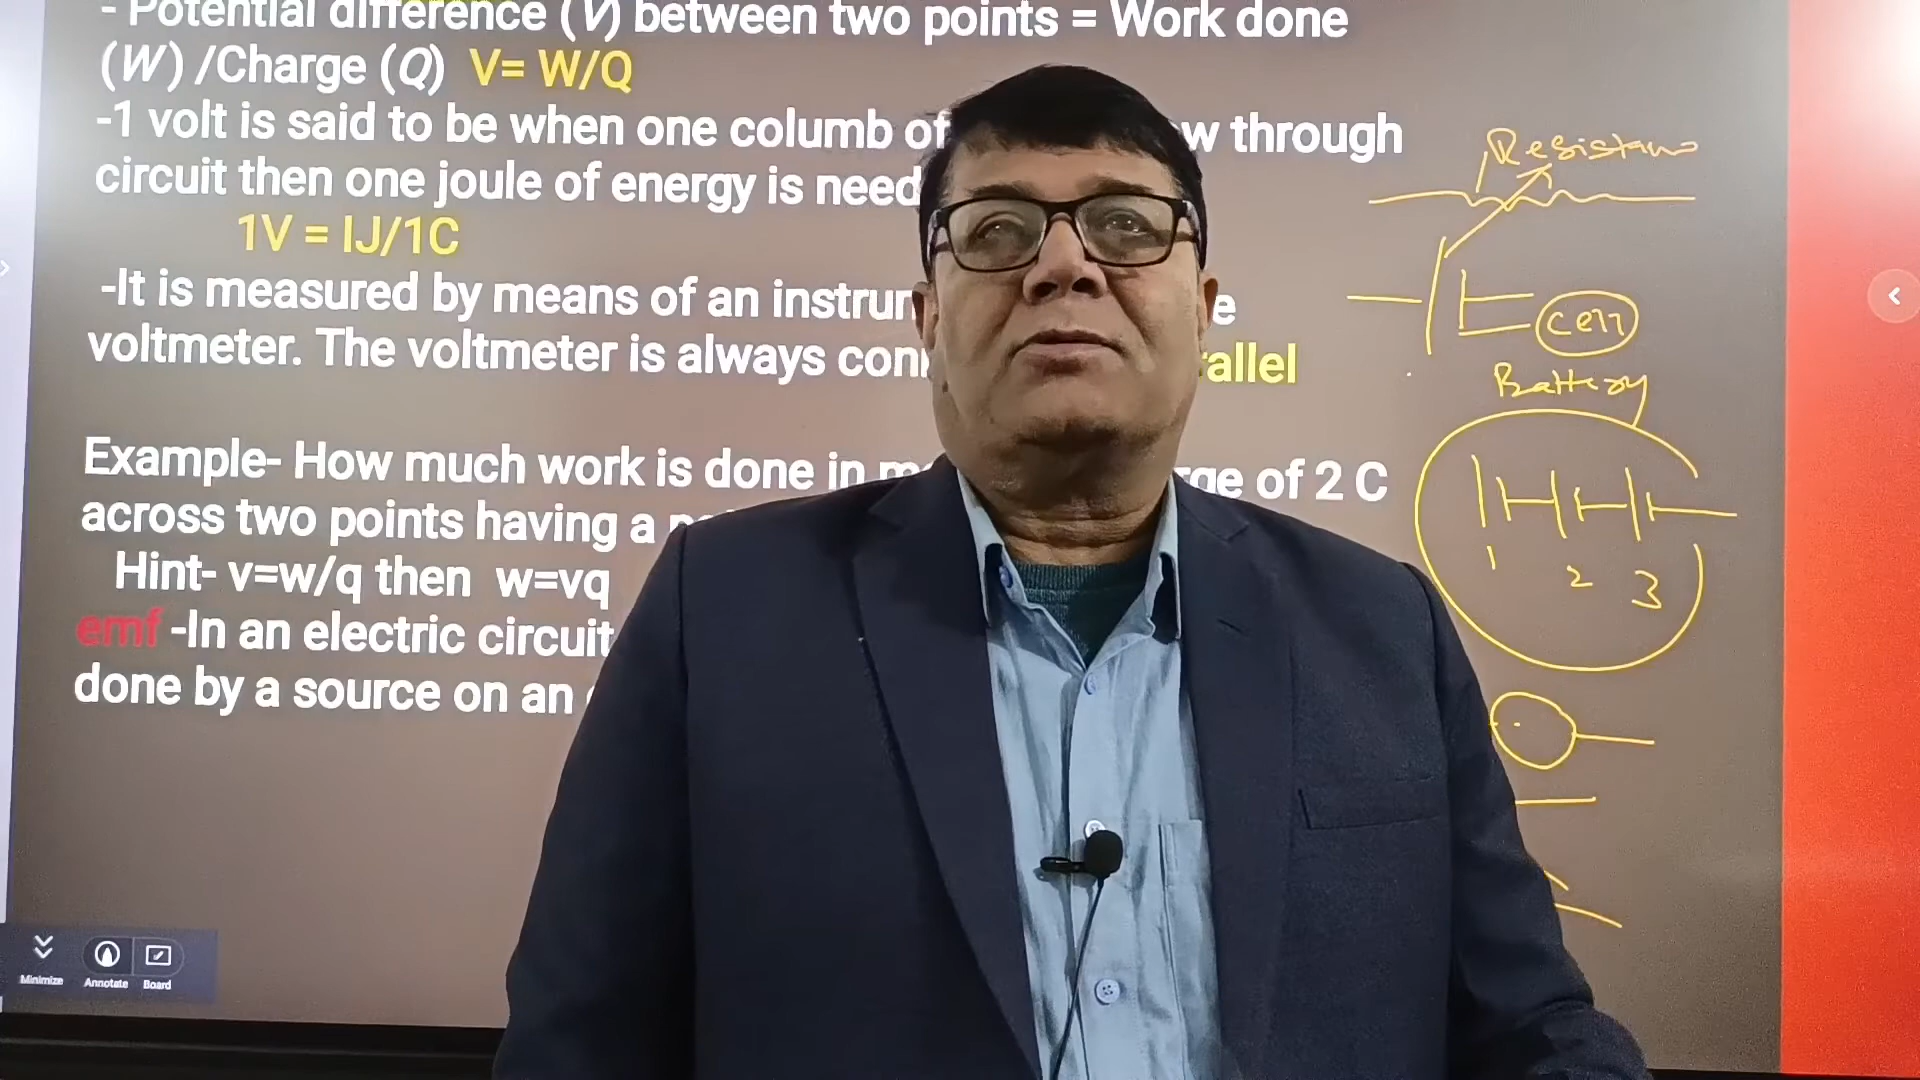 - Potential difference (V) between two points = Work done
(W) /Charge (Q) V= W/Q
-1 volt is said to be when one columb of through
circuit then one joule of energy is need
1V = IJ/1C
-It is measured by means of an
voltmeter. The voltmeter is always
Example- How much work is done in of 2 C
across two points having a
Hint- v=w/q then w=vq
emf -In an electric circuit
done by a source on an
Resistance
Cell
Battery
1 2 3
Minimize Annotate Board